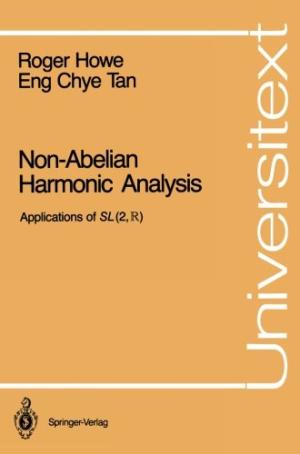 Roger Howe
Eng Chye Tan
Non-Abelian
Harmonic Analysis
Applications of SL(2, ℝ)
Universitext
Springer-Verlag